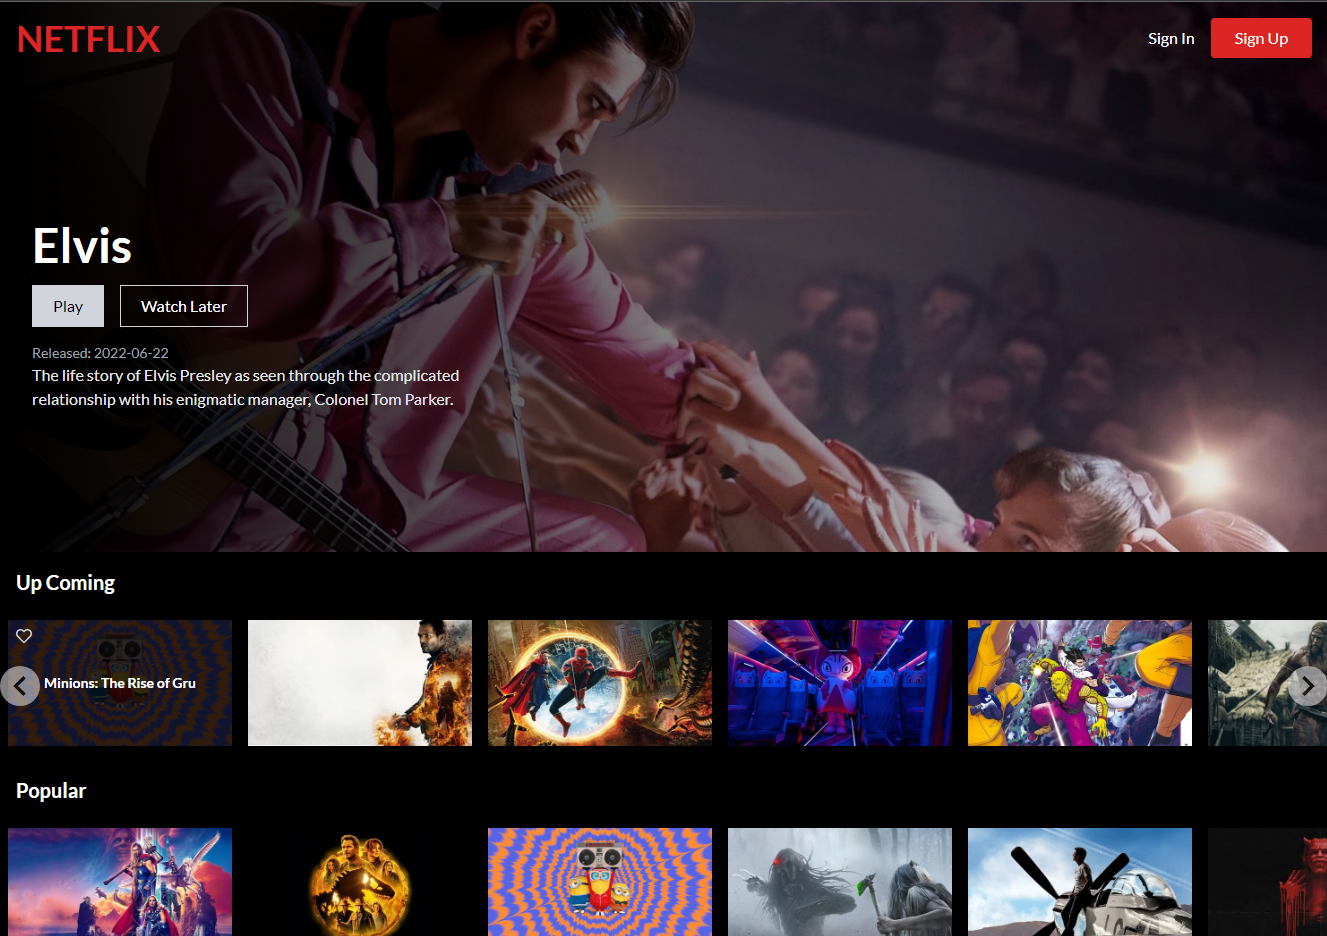 NETFLIX
Sign In
Sign Up
Elvis
Play
Watch Later
Released: 2022-06-22
The life story of Elvis Presley as seen through the complicated
relationship with his enigmatic manager, Colonel Tom Parker.
Up Coming
Minions: The Rise of Gru
Popular